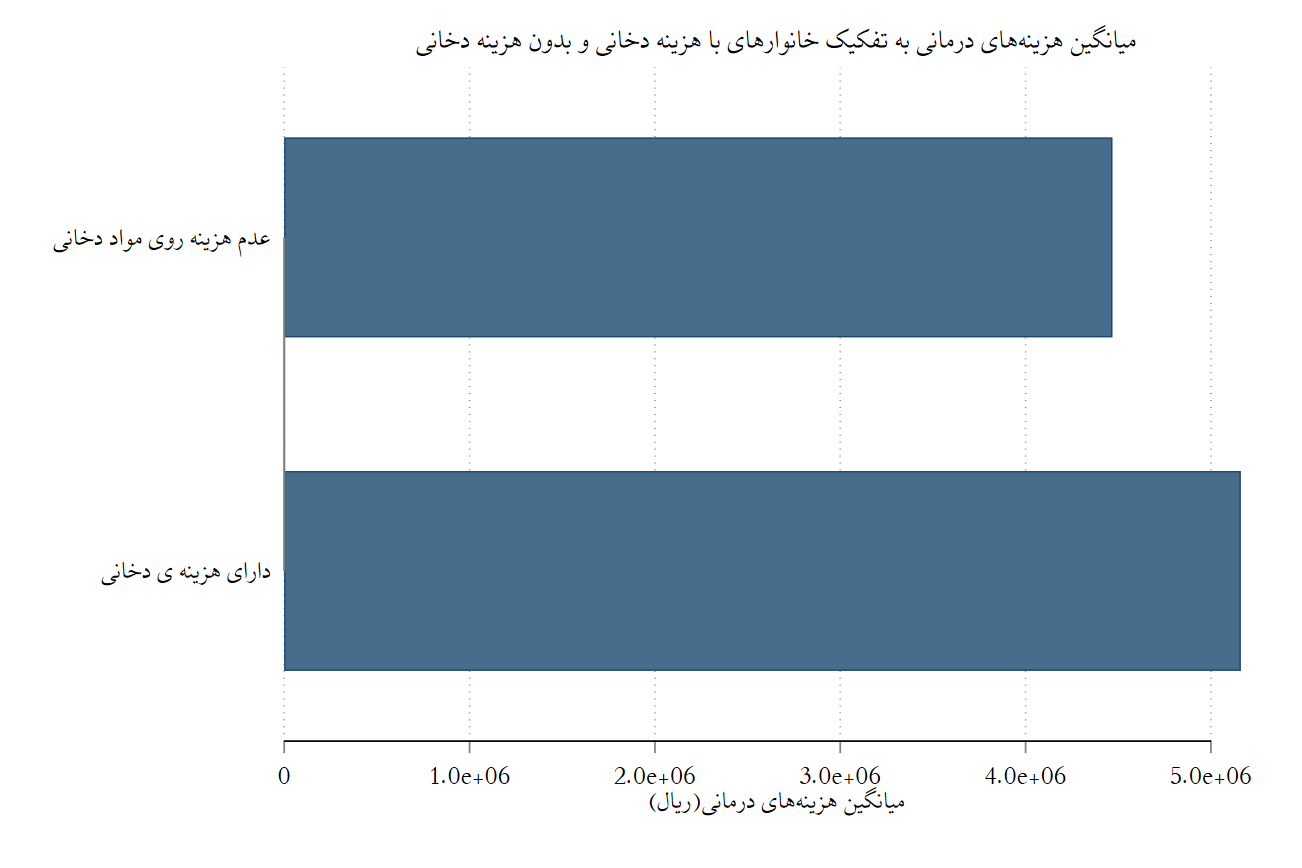 میانگین هزینه‌های درمانی به تفکیک خانوارهای با هزینه دخانی و بدون هزینه دخانی
عدم هزینه روی مواد دخانی
دارای هزینه ی دخانی
0 1.0e+06 2.0e+06 3.0e+06 4.0e+06 5.0e+06
میانگین هزینه‌های درمانی(ریال)